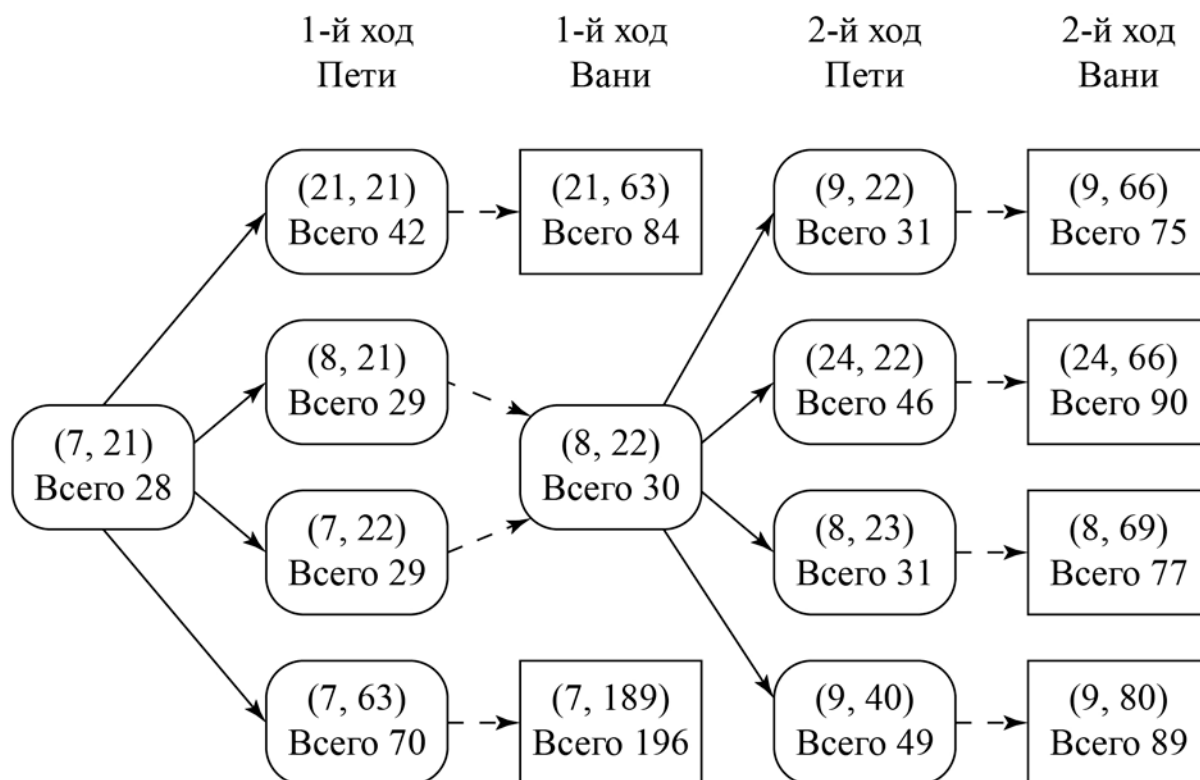 1-й ход
Пети
1-й ход
Вани
2-й ход
Пети
2-й ход
Вани
(21, 21)
Всего 42
(21, 63)
Всего 84
(9, 22)
Всего 31
(9, 66)
Всего 75
(8, 21)
Всего 29
(24, 22)
Всего 46
(24, 66)
Всего 90
(7, 21)
Всего 28
(8, 22)
Всего 30
(7, 22)
Всего 29
(8, 23)
Всего 31
(8, 69)
Всего 77
(7, 63)
Всего 70
(7, 189)
Всего 196
(9, 40)
Всего 49
(9, 80)
Всего 89